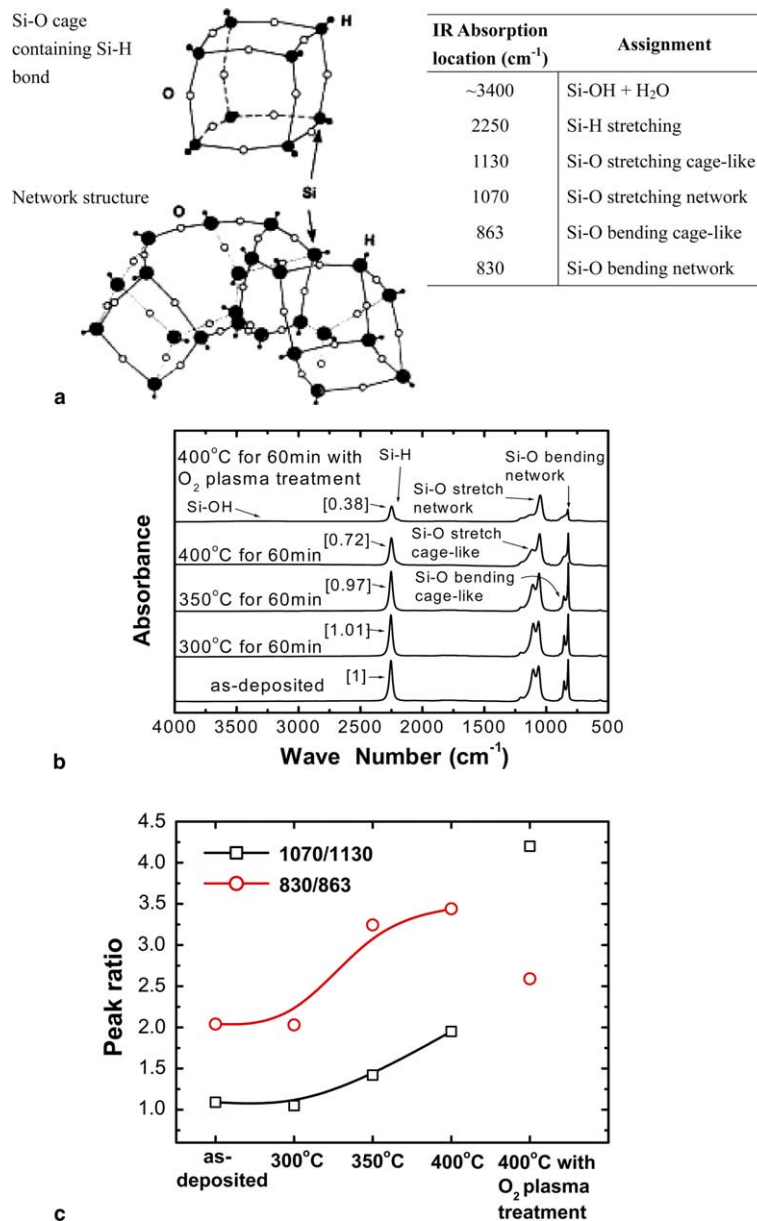 Si-O cage
containing Si-H
bond
H
O
Si
Network structure
O
H
IR Absorption
location (cm⁻¹)
Assignment
~3400 Si-OH + H₂O
2250 Si-H stretching
1130 Si-O stretching cage-like
1070 Si-O stretching network
863 Si-O bending cage-like
830 Si-O bending network
a
400°C for 60min with
O₂ plasma treatment
Si-H
Si-O bending
network
Si-OH
[0.38]
Si-O stretch
network
400°C for 60min
[0.72]
Si-O stretch
cage-like
350°C for 60min
[0.97]
Si-O bending
cage-like
300°C for 60min
[1.01]
as-deposited
[1]
Absorbance
4000 3500 3000 2500 2000 1500 1000 500
Wave Number (cm⁻¹)
b
4.5
4.0
3.5
3.0
2.5
2.0
1.5
1.0
Peak ratio
1070/1130
830/863
as-
deposited
300°C
350°C
400°C
400°C with
O₂ plasma
treatment
c